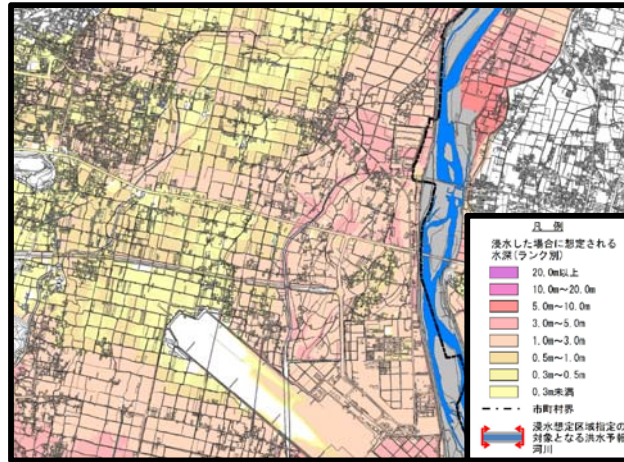 凡 例
浸水した場合に想定される
水深(ランク別)
20.0m以上
10.0m～20.0m
5.0m～10.0m
3.0m～5.0m
1.0m～3.0m
0.5m～1.0m
0.3m～0.5m
0.3m未満
市町村界
浸水想定区域指定の
対象となる洪水予報
河川